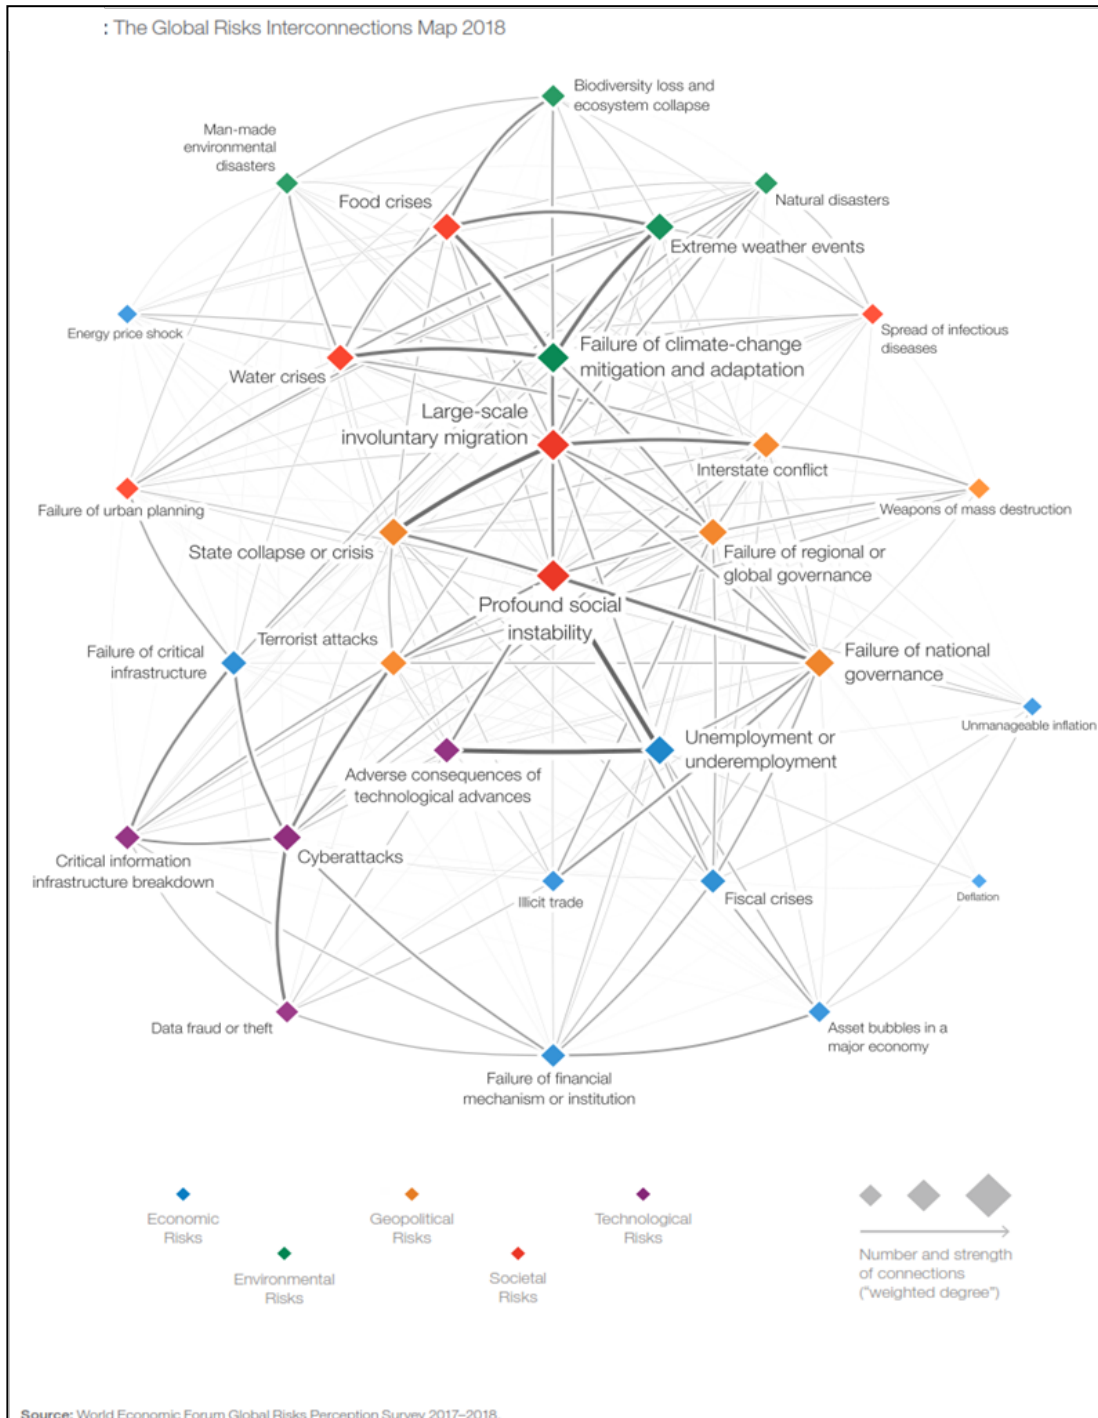 : The Global Risks Interconnections Map 2018
Biodiversity loss and
ecosystem collapse
Man-made
environmental
disasters
Natural disasters
Food crises
Extreme weather events
Energy price shock
Spread of infectious
diseases
Failure of climate-change
mitigation and adaptation
Water crises
Large-scale
involuntary migration
Interstate conflict
Failure of urban planning
Weapons of mass destruction
State collapse or crisis
Failure of regional or
global governance
Profound social
instability
Terrorist attacks
Failure of critical
infrastructure
Failure of national
governance
Unmanageable inflation
Unemployment or
underemployment
Adverse consequences of
technological advances
Critical information
infrastructure breakdown
Cyberattacks
Illicit trade
Fiscal crises
Deflation
Data fraud or theft
Asset bubbles in a
major economy
Failure of financial
mechanism or institution
Economic
Risks
Geopolitical
Risks
Technological
Risks
Environmental
Risks
Societal
Risks
Number and strength
of connections
("weighted degree")
Source: World Economic Forum Global Risks Perception Survey 2017–2018.